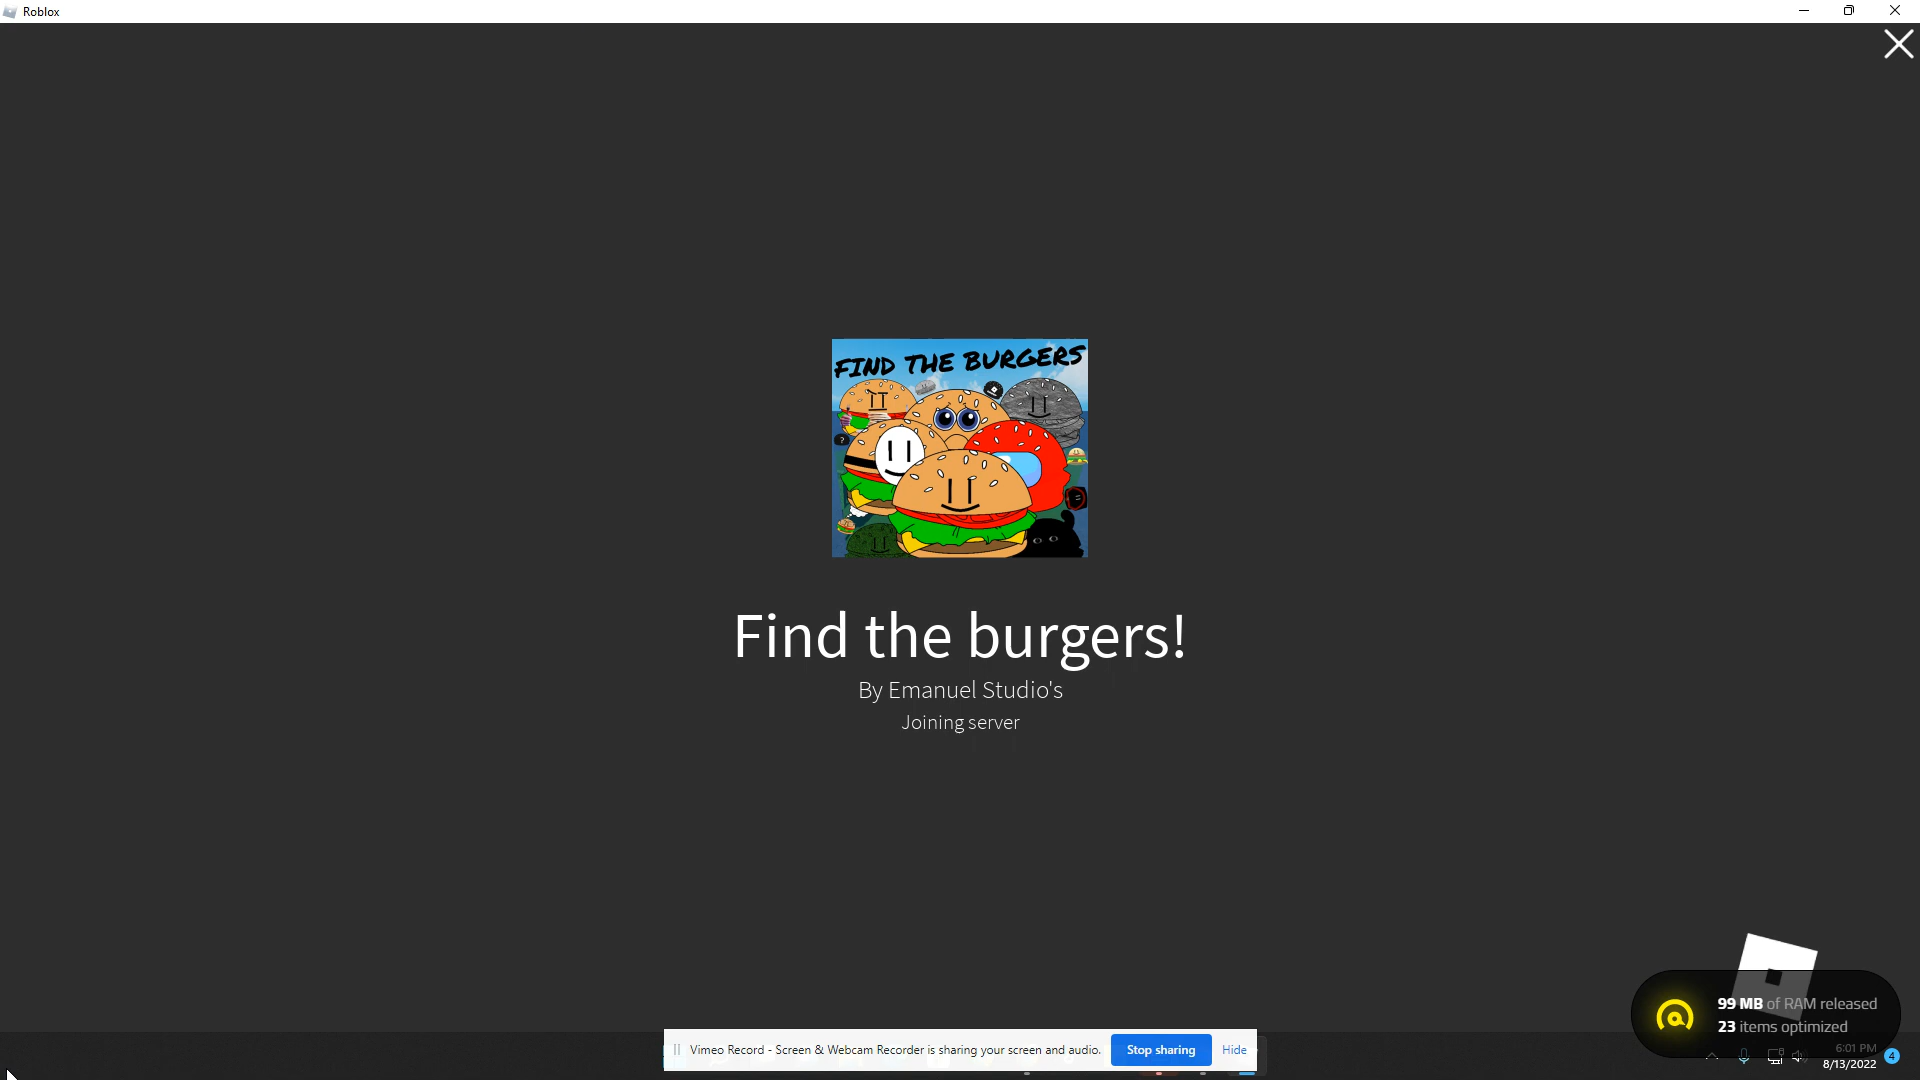 Roblox
FIND THE BURGERS
?
Find the burgers!
By Emanuel Studio's
Joining server
99 MB of RAM released
23 items optimized
Vimeo Record - Screen & Webcam Recorder is sharing your screen and audio.
Stop sharing
Hide
6:01 PM
8/13/2022
4